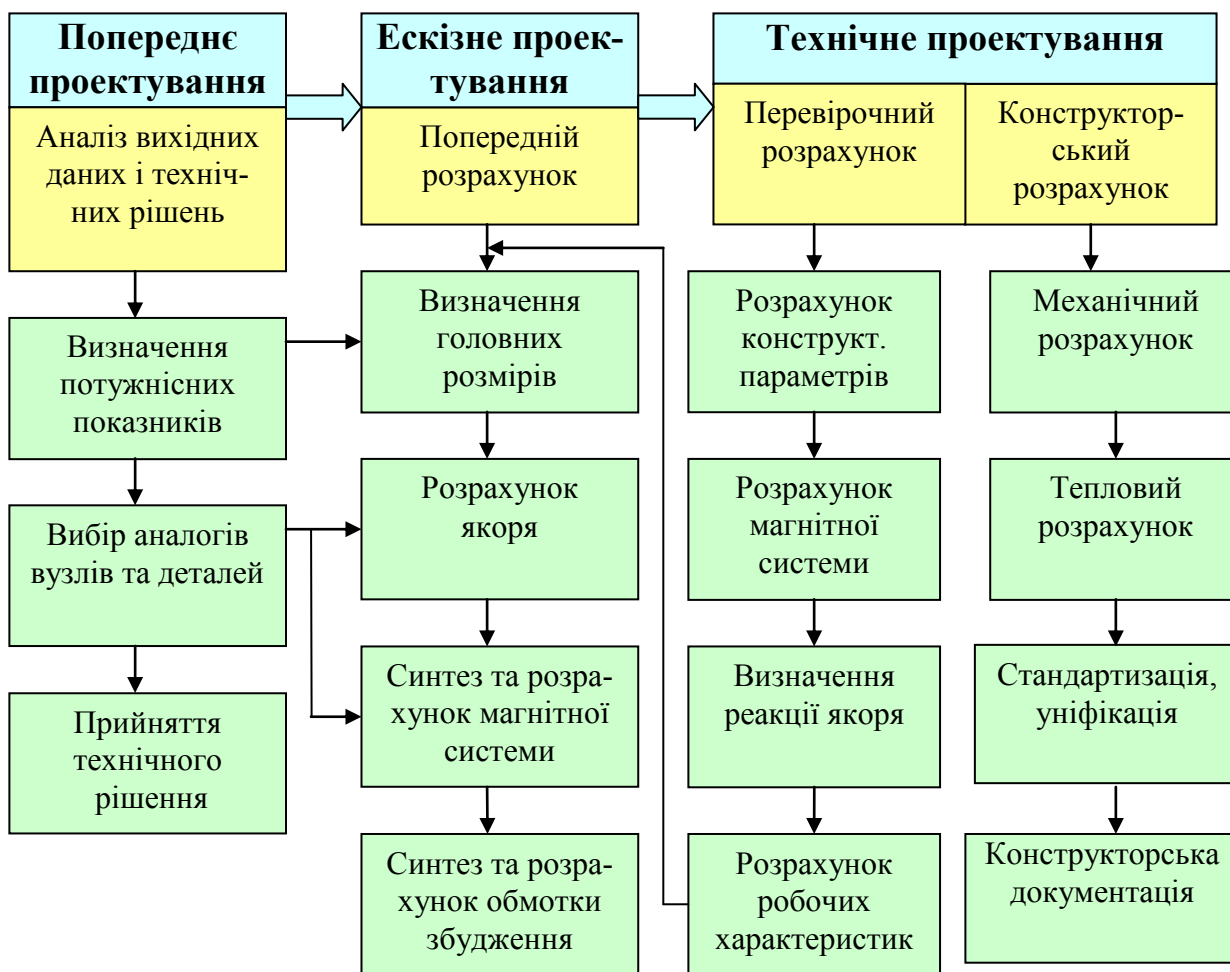 Попереднє
проектування
Аналіз вихідних
даних і техніч-
них рішень
Визначення
потужнісних
показників
Вибір аналогів
вузлів та деталей
Прийняття
технічного
рішення
Ескізне проек-
тування
Попередній
розрахунок
Визначення
головних
розмірів
Розрахунок
якоря
Синтез та розра-
хунок магнітної
системи
Синтез та розра-
хунок обмотки
збудження
Технічне проектування
Перевірочний
розрахунок
Розрахунок
конструкт.
параметрів
Розрахунок
магнітної
системи
Визначення
реакції якоря
Розрахунок
робочих
характеристик
Конструктор-
ський
розрахунок
Механічний
розрахунок
Тепловий
розрахунок
Стандартизація,
уніфікація
Конструкторська
документація